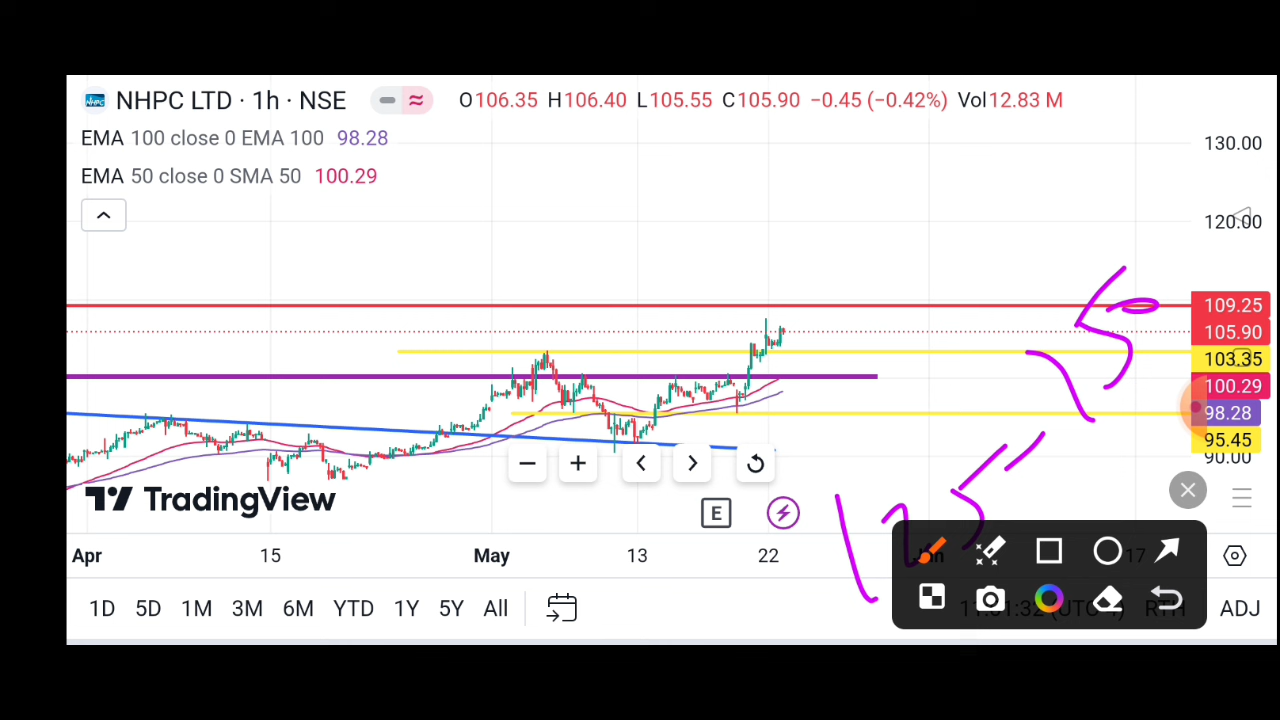 NHPC LTD · 1h · NSE
O106.35 H106.40 L105.55 C105.90 −0.45 (−0.42%) Vol12.83 M
EMA 100 close 0 EMA 100 98.28
EMA 50 close 0 SMA 50 100.29
130.00
120.00
109.25
105.90
103.35
100.29
98.28
95.45
90.00
TradingView
E
Apr 15 May 13 22 17
1D 5D 1M 3M 6M YTD 1Y 5Y All
ADJ